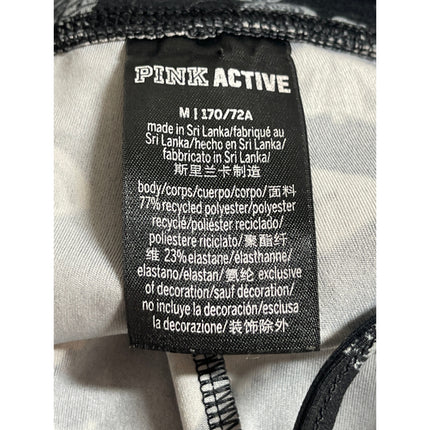 PINK ACTIVE
M | 170/72A
made in Sri Lanka/fabriqué au
Sri Lanka/hecho en Sri Lanka/
fabbricato in Sri Lanka/
斯里兰卡制造
body/corps/cuerpo/corpo/面料
77% recycled polyester/polyester
recyclé/poliéster reciclado/
poliestere riciclato/聚酯纤
维 23% elastane/élasthanne/
elastano/elastan/氨纶 exclusive
of decoration/sauf décoration/
no incluye la decoración/esclusa
la decorazione/装饰除外